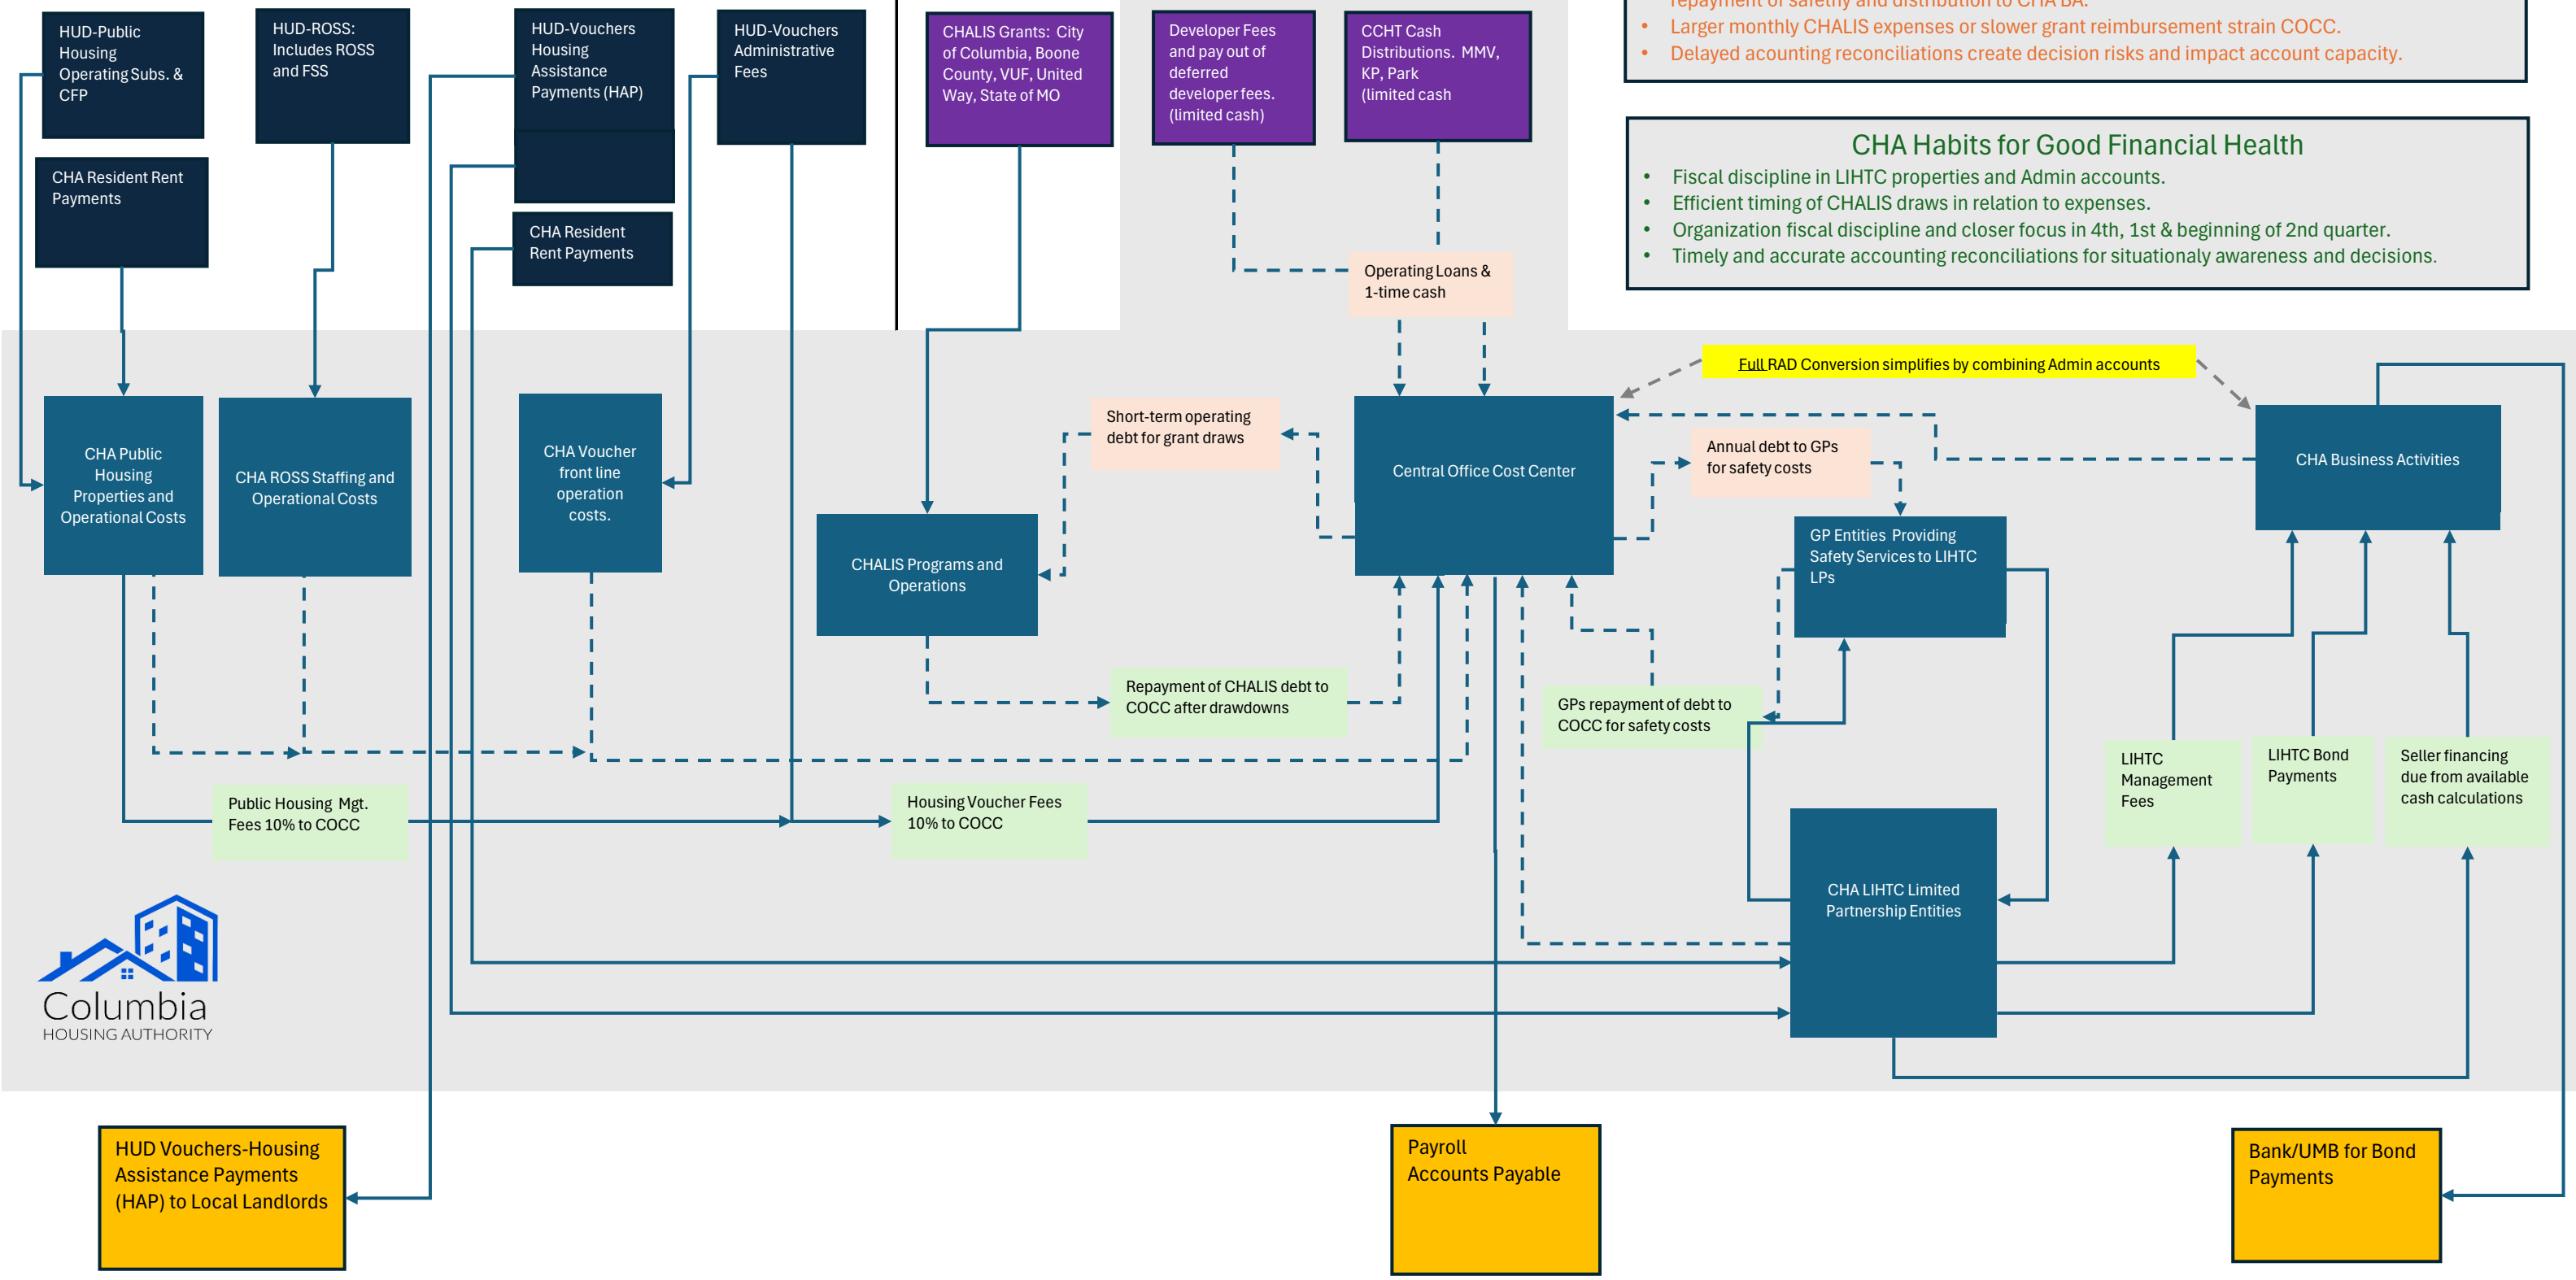 HUD-Public
Housing
Operating Subs. &
CFP
HUD-ROSS:
Includes ROSS
and FSS
HUD-Vouchers
Housing
Assistance
Payments (HAP)
HUD-Vouchers
Administrative
Fees
CHALIS Grants: City
of Columbia, Boone
County, VUF, United
Way, State of MO
Developer Fees
and pay out of
deferred
developer fees.
(limited cash)
CCHT Cash
Distributions. MMV,
KP, Park
(limited cash
repayment of safethy and distribution to CHA BA.
• Larger monthly CHALIS expenses or slower grant reimbursement strain COCC.
• Delayed acounting reconciliations create decision risks and impact account capacity.
CHA Habits for Good Financial Health
• Fiscal discipline in LIHTC properties and Admin accounts.
• Efficient timing of CHALIS draws in relation to expenses.
• Organization fiscal discipline and closer focus in 4th, 1st & beginning of 2nd quarter.
• Timely and accurate accounting reconciliations for situationaly awareness and decisions.
CHA Resident Rent
Payments
CHA Resident
Rent Payments
Operating Loans &
1-time cash
Full RAD Conversion simplifies by combining Admin accounts
CHA Public
Housing
Properties and
Operational Costs
CHA ROSS Staffing and
Operational Costs
CHA Voucher
front line
operation
costs.
Short-term operating
debt for grant draws
Central Office Cost Center
Annual debt to GPs
for safety costs
CHA Business Activities
CHALIS Programs and
Operations
GP Entities Providing
Safety Services to LIHTC
LPs
Repayment of CHALIS debt to
COCC after drawdowns
GPs repayment of debt to
COCC for safety costs
LIHTC
Management
Fees
LIHTC Bond
Payments
Seller financing
due from available
cash calculations
Public Housing Mgt.
Fees 10% to COCC
Housing Voucher Fees
10% to COCC
CHA LIHTC Limited
Partnership Entities
Columbia
HOUSING AUTHORITY
HUD Vouchers-Housing
Assistance Payments
(HAP) to Local Landlords
Payroll
Accounts Payable
Bank/UMB for Bond
Payments